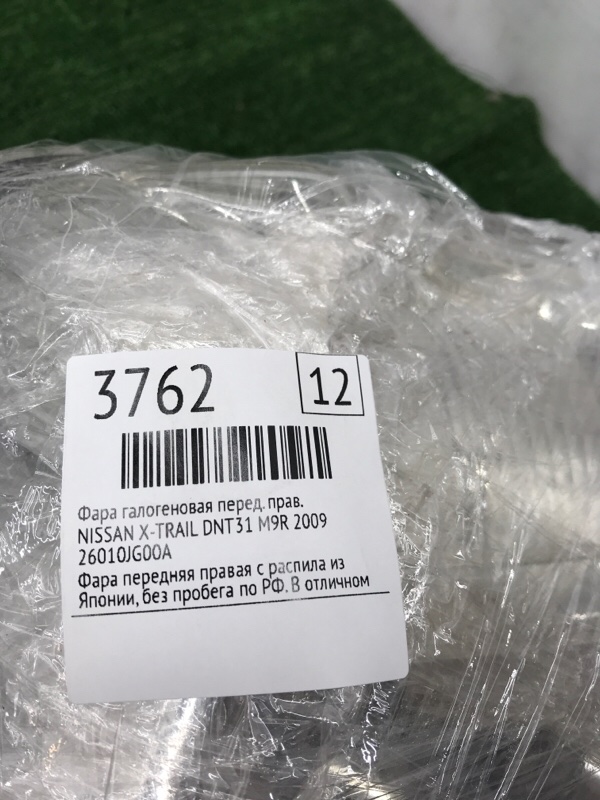 3762
12
Фара галогеновая перед. прав.
NISSAN X-TRAIL DNT31 M9R 2009
26010JG00A
Фара передняя правая с распила из
Японии, без пробега по РФ. В отличном